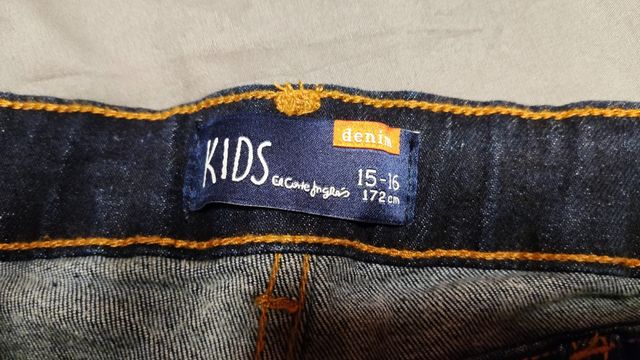 denim
KIDS El Corte Inglés
15-16
172cm